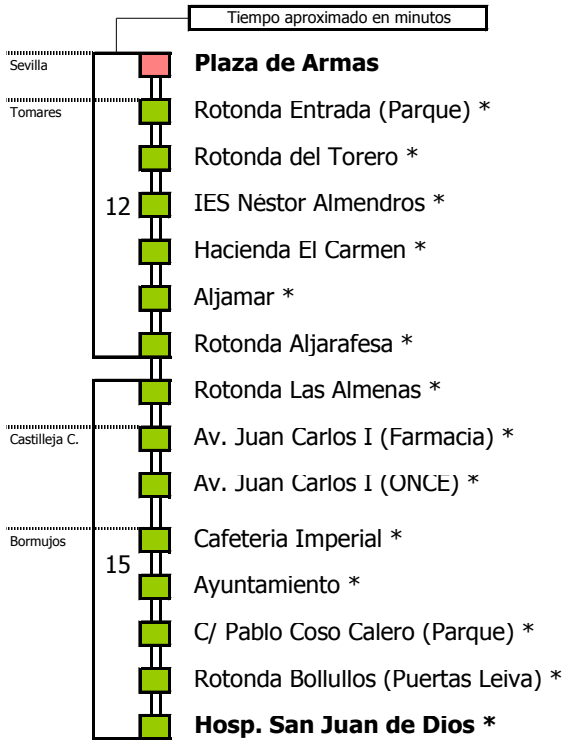 Tiempo aproximado en minutos
Sevilla
Plaza de Armas
Tomares
Rotonda Entrada (Parque) *
Rotonda del Torero *
12
IES Néstor Almendros *
Hacienda El Carmen *
Aljamar *
Rotonda Aljarafesa *
Rotonda Las Almenas *
Castilleja C.
Av. Juan Carlos I (Farmacia) *
Av. Juan Carlos I (ONCE) *
Bormujos
Cafeteria Imperial *
15
Ayuntamiento *
C/ Pablo Coso Calero (Parque) *
Rotonda Bollullos (Puertas Leiva) *
Hosp. San Juan de Dios *